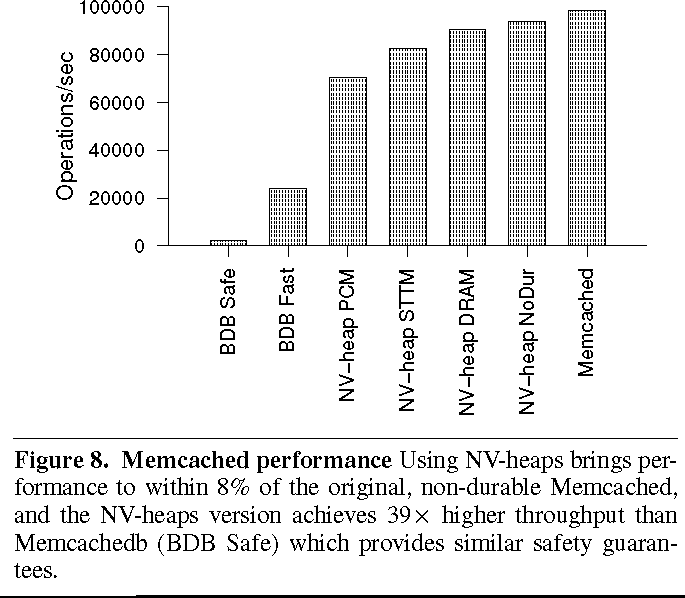 100000
80000
60000
40000
20000
0
Operations/sec
BDB Safe
BDB Fast
NV-heap PCM
NV-heap STTM
NV-heap DRAM
NV-heap NoDur
Memcached
Figure 8. Memcached performance Using NV-heaps brings per-
formance to within 8% of the original, non-durable Memcached,
and the NV-heaps version achieves 39× higher throughput than
Memcachedb (BDB Safe) which provides similar safety guaran-
tees.